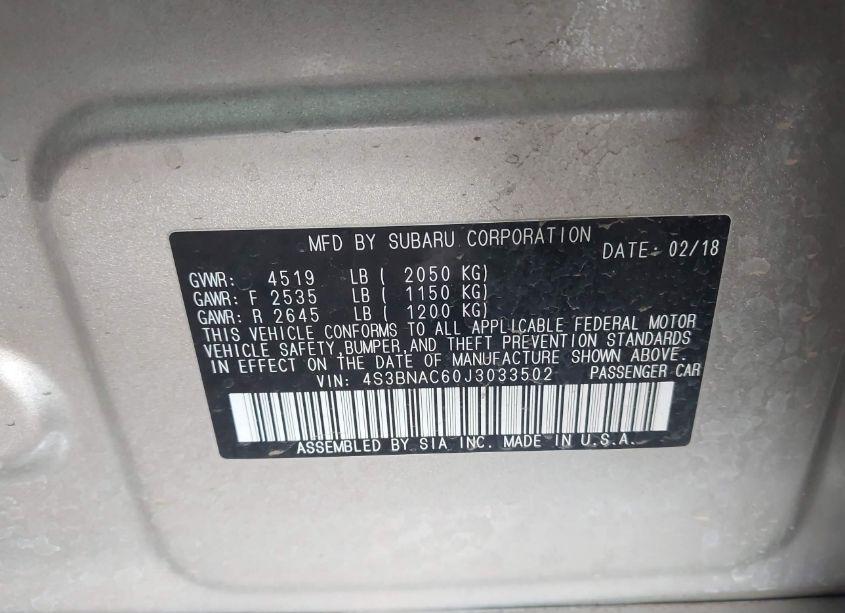 MFD BY SUBARU CORPORATION
DATE: 02/18
GVWR: 4519 LB ( 2050 KG)
GAWR: F 2535 LB ( 1150 KG)
GAWR: R 2645 LB ( 1200 KG)
THIS VEHICLE CONFORMS TO ALL APPLICABLE FEDERAL MOTOR
VEHICLE SAFETY, BUMPER, AND THEFT PREVENTION STANDARDS
IN EFFECT ON THE DATE OF MANUFACTURE SHOWN ABOVE.
VIN: 4S3BNAC60J3033502 PASSENGER CAR
ASSEMBLED BY SIA INC. MADE IN U.S.A.